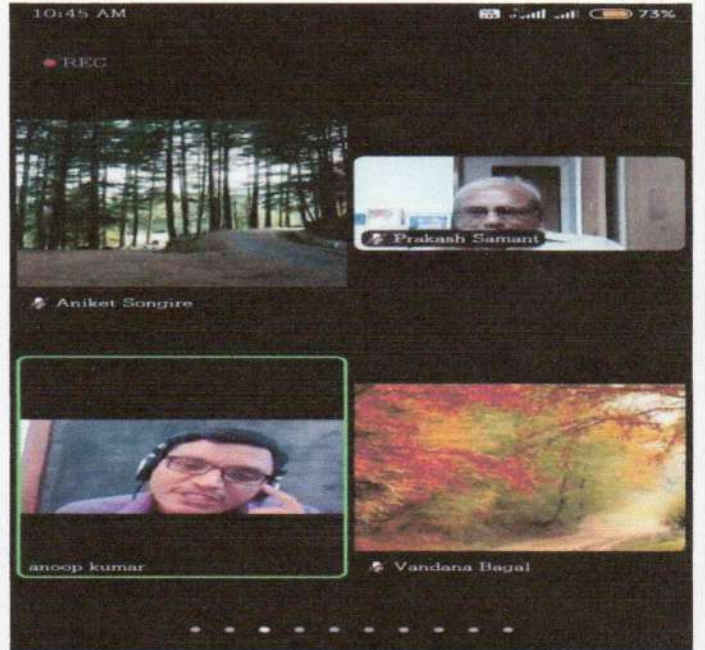 10:45 AM 73%
REC
Prakash Samant
Aniket Songire
anoop kumar
Vandana Bagal